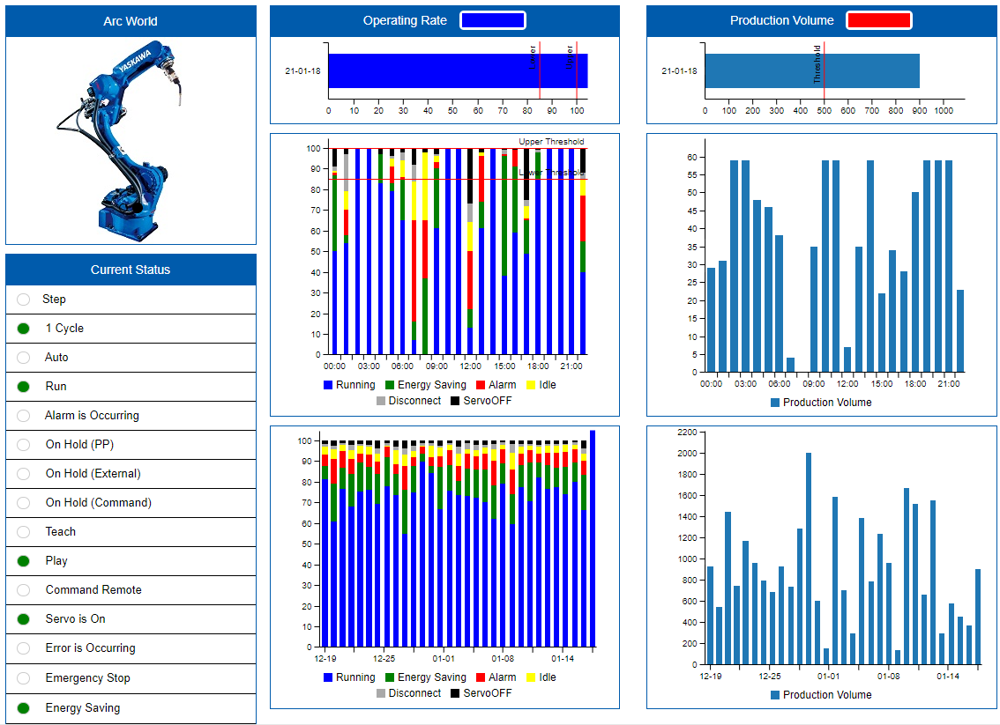 Arc World
YASKAWA
Current Status
Step
1 Cycle
Auto
Run
Alarm is Occurring
On Hold (PP)
On Hold (External)
On Hold (Command)
Teach
Play
Command Remote
Servo is On
Error is Occurring
Emergency Stop
Energy Saving
Operating Rate
Lower
Upper
21-01-18
0 10 20 30 40 50 60 70 80 90 100
Upper Threshold
Lower Threshold
100
90
80
70
60
50
40
30
20
10
0
00:00 03:00 06:00 09:00 12:00 15:00 18:00 21:00
Running Energy Saving Alarm Idle
Disconnect ServoOFF
100
90
80
70
60
50
40
30
20
10
0
12-19 12-25 01-01 01-08 01-14
Running Energy Saving Alarm Idle
Disconnect ServoOFF
Production Volume
Threshold
21-01-18
0 100 200 300 400 500 600 700 800 900 1000
60
55
50
45
40
35
30
25
20
15
10
5
0
00:00 03:00 06:00 09:00 12:00 15:00 18:00 21:00
Production Volume
2200
2000
1800
1600
1400
1200
1000
800
600
400
200
0
12-19 12-25 01-01 01-08 01-14
Production Volume